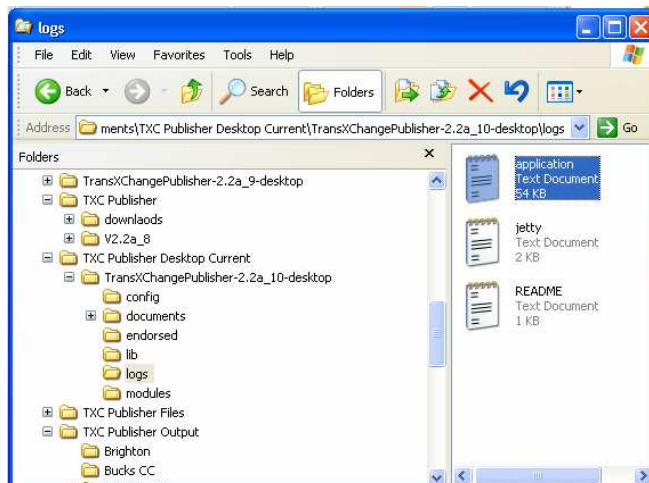 logs
File Edit View Favorites Tools Help
Back Search Folders
Address ments\TXC Publisher Desktop Current\TransXChangePublisher-2.2a_10-desktop\logs Go
Folders
TransXChangePublisher-2.2a_9-desktop
TXC Publisher
downlaods
V2.2a_8
TXC Publisher Desktop Current
TransXChangePublisher-2.2a_10-desktop
config
documents
endorsed
lib
logs
modules
TXC Publisher Files
TXC Publisher Output
Brighton
Bucks CC
application
Text Document
54 KB
jetty
Text Document
2 KB
README
Text Document
1 KB